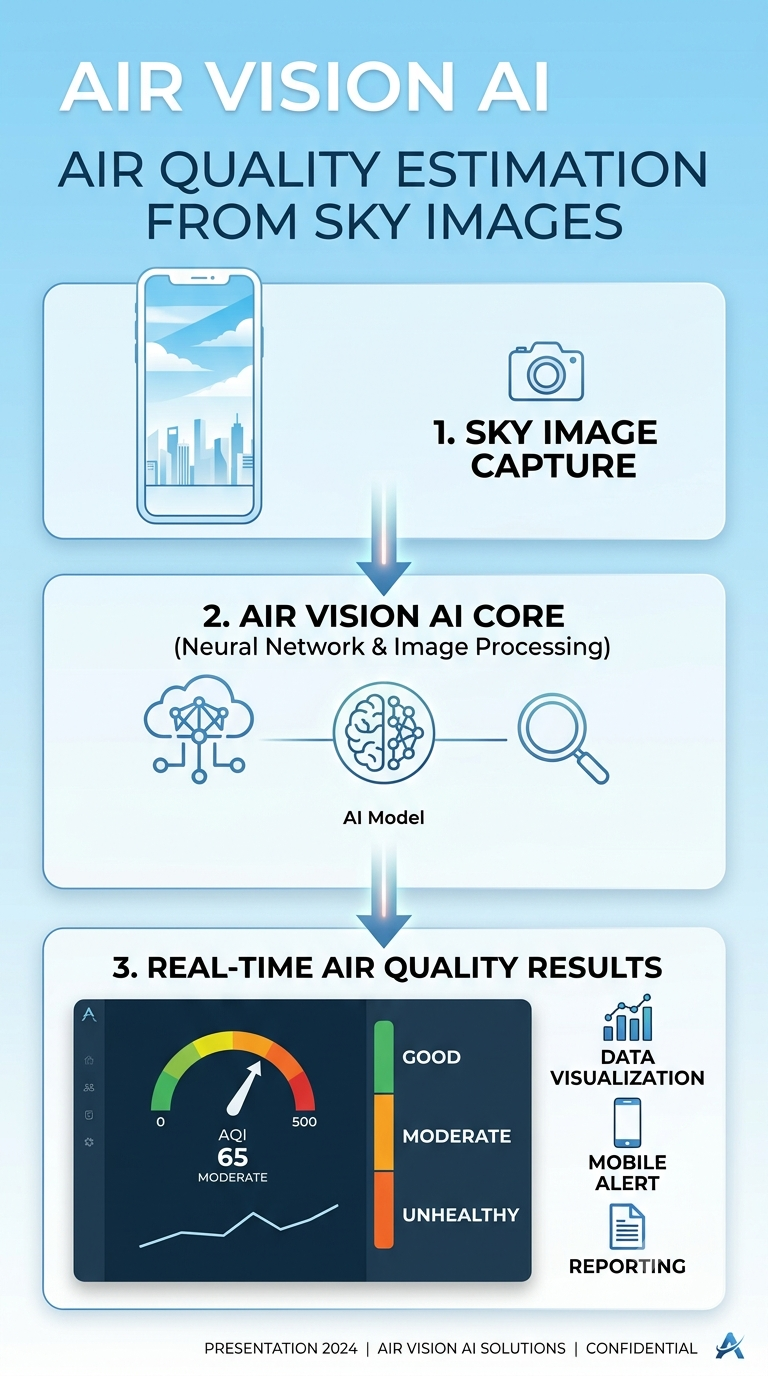 AIR VISION AI
AIR QUALITY ESTIMATION
FROM SKY IMAGES
1. SKY IMAGE
CAPTURE
2. AIR VISION AI CORE
(Neural Network & Image Processing)
AI Model
3. REAL-TIME AIR QUALITY RESULTS
0
500
AQI
65
MODERATE
GOOD
MODERATE
UNHEALTHY
DATA
VISUALIZATION
MOBILE
ALERT
REPORTING
PRESENTATION 2024 | AIR VISION AI SOLUTIONS | CONFIDENTIAL